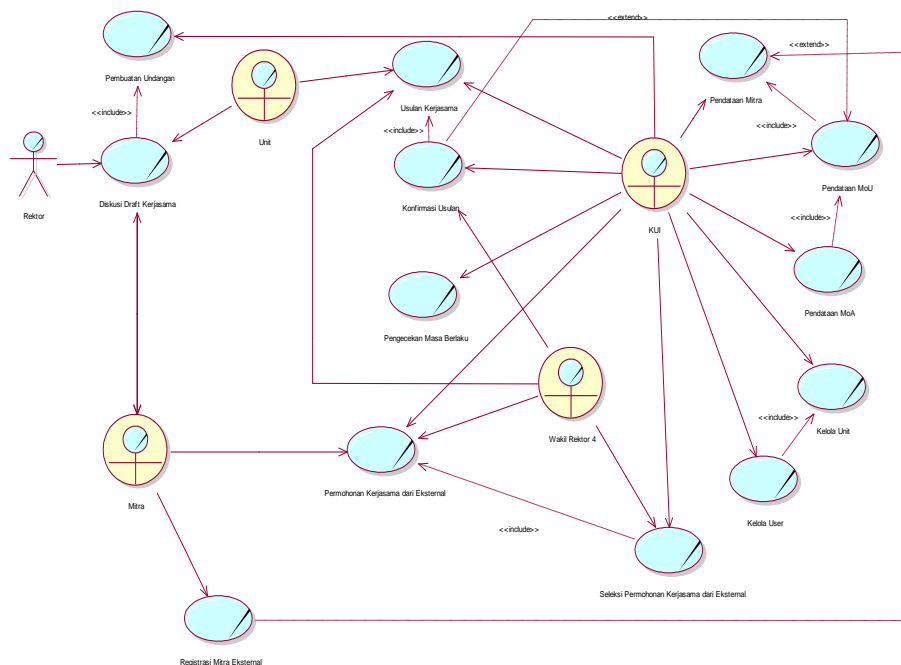 <<extend>>
<<extend>>
Pembuatan Undangan
Unit
Usulan Kerjasama
Pendataan Mitra
<<include>>
<<include>>
<<include>>
Rektor
Diskusi Draft Kerjasama
Konfirmasi Usulan
KUI
Pendataan MoU
<<include>>
Pengecekan Masa Berlaku
Pendataan MoA
Wakil Rektor 4
<<include>>
Kelola Unit
Mitra
Permohonan Kerjasama dari Eksternal
Kelola User
<<include>>
Seleksi Permohonan Kerjasama dari Eksternal
Registrasi Mitra Eksternal